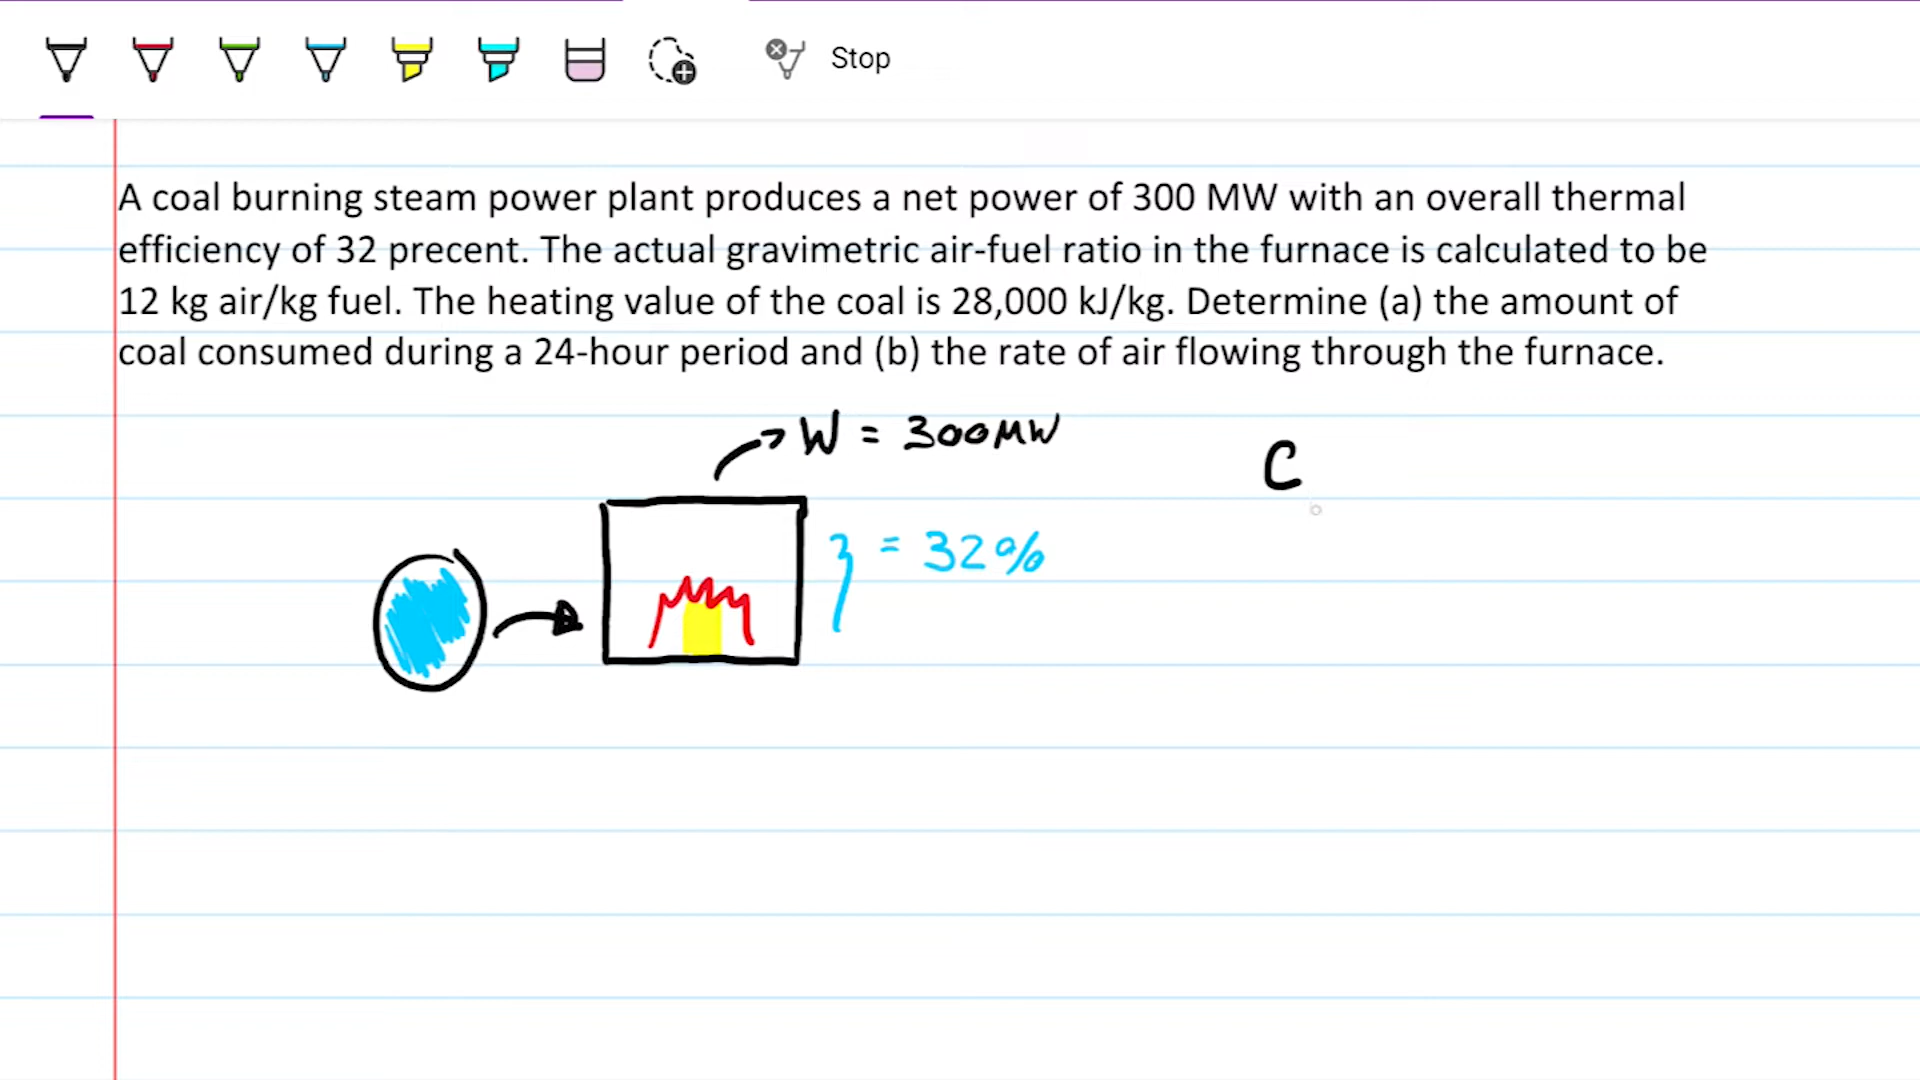 Stop
A coal burning steam power plant produces a net power of 300 MW with an overall thermal
efficiency of 32 precent. The actual gravimetric air-fuel ratio in the furnace is calculated to be
12 kg air/kg fuel. The heating value of the coal is 28,000 kJ/kg. Determine (a) the amount of
coal consumed during a 24-hour period and (b) the rate of air flowing through the furnace.
W = 300MW
C
η = 32%